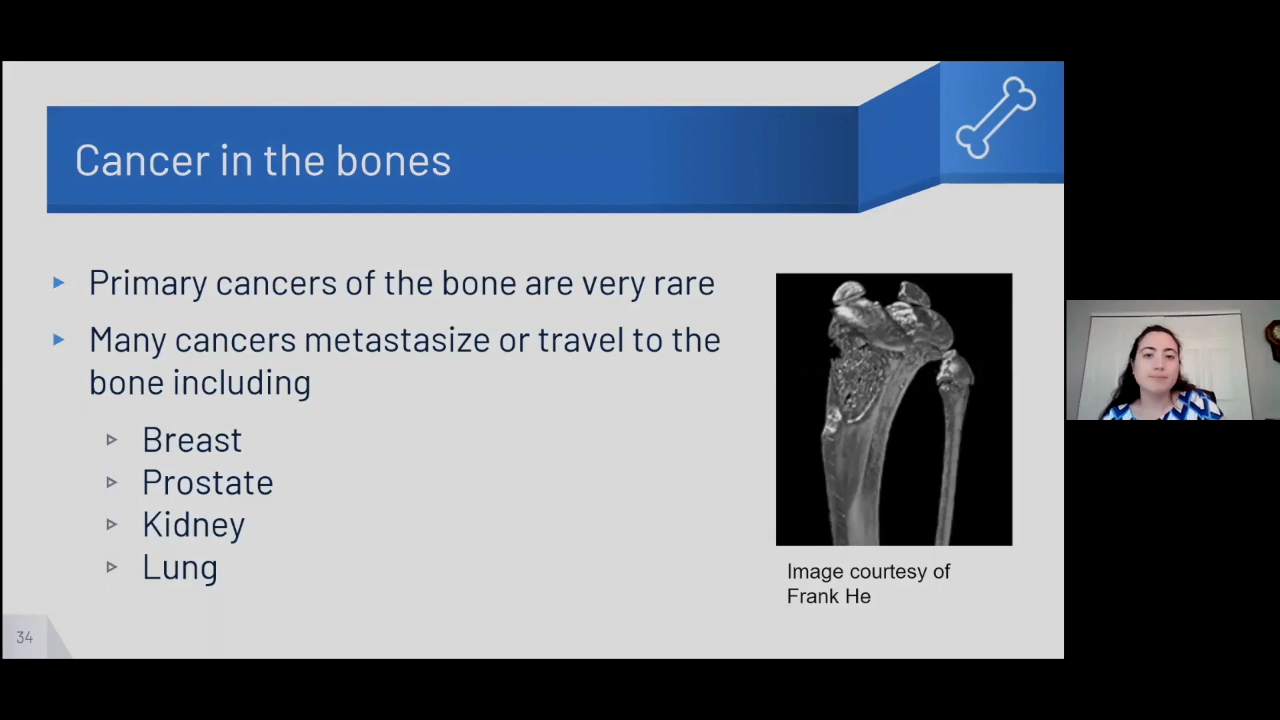 Cancer in the bones
Primary cancers of the bone are very rare
Many cancers metastasize or travel to the
bone including
Breast
Prostate
Kidney
Lung
Image courtesy of
Frank He
34